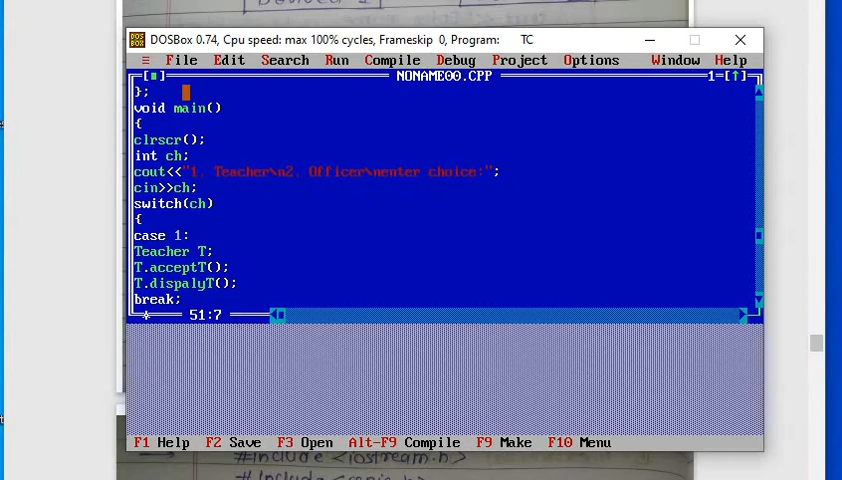 DOSBox 0.74, Cpu speed: max 100% cycles, Frameskip 0, Program: TC
≡ File Edit Search Run Compile Debug Project Options Window Help
NONAME00.CPP 1=[↑]
};
void main()
{
clrscr();
int ch;
cout<<"1. Teacher\n2. Officer\nenter choice:";
cin>>ch;
switch(ch)
{
case 1:
Teacher T;
T.acceptT();
T.dispalyT();
break;
* 51:7
F1 Help F2 Save F3 Open Alt-F9 Compile F9 Make F10 Menu
#include <iostream.h>